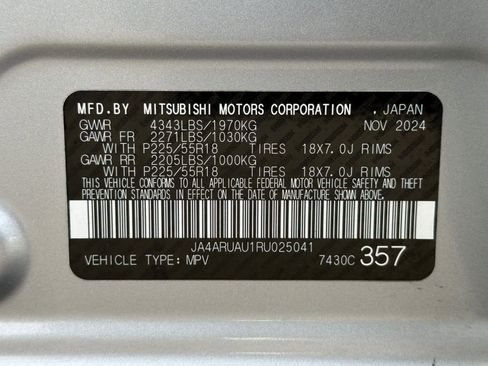 MFD.BY MITSUBISHI MOTORS CORPORATION . JAPAN
GVWR 4343LBS/1970KG NOV 2024
GAWR FR 2271LBS/1030KG
WITH P225/55R18 TIRES 18X7.0J RIMS
GAWR RR 2205LBS/1000KG
WITH P225/55R18 TIRES 18X7.0J RIMS
THIS VEHICLE CONFORMS TO ALL APPLICABLE FEDERAL MOTOR VEHICLE SAFETY AND THEFT
PREVENTION STANDARDS IN EFFECT ON THE DATE OF MANUFACTURE SHOWN ABOVE.
JA4ARUAU1RU025041
VEHICLE TYPE: MPV 7430C 357